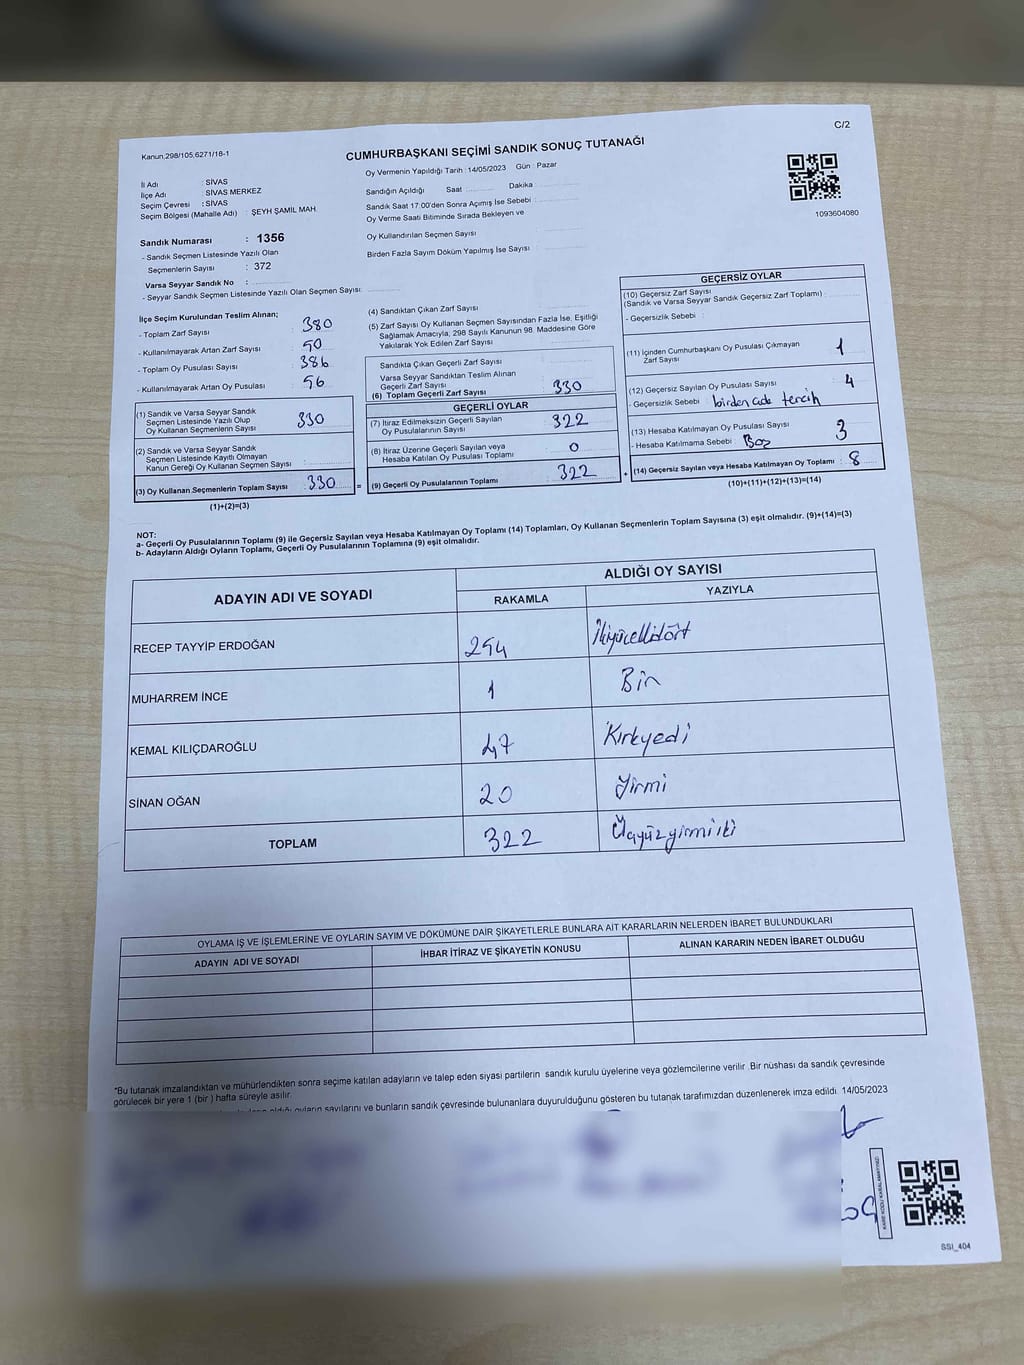 C/2
Kanun,298/105;6271/18-1
CUMHURBAŞKANI SEÇİMİ SANDIK SONUÇ TUTANAĞI
Oy Vermenin Yapıldığı Tarih : 14/05/2023 Gün : Pazar
İl Adı : SİVAS
İlçe Adı : SİVAS MERKEZ
Seçim Çevresi : SİVAS
Seçim Bölgesi (Mahalle Adı) : ŞEYH ŞAMİL MAH.
Sandık Numarası : 1356
- Sandık Seçmen Listesinde Yazılı Olan
Seçmenlerin Sayısı : 372
Varsa Seyyar Sandık No :
- Seyyar Sandık Seçmen Listesinde Yazılı Olan Seçmen Sayısı:
Sandığın Açıldığı Saat Dakika :
Sandık Saat 17:00'den Sonra Açımış İse Sebebi :
Oy Verme Saati Bitiminde Sırada Bekleyen ve
Oy Kullandırılan Seçmen Sayısı
Birden Fazla Sayım Döküm Yapılmış İse Sayısı :
1093604080
İlçe Seçim Kurulundan Teslim Alınan;
- Toplam Zarf Sayısı : 380
- Kullanılmayarak Artan Zarf Sayısı : 50
- Toplam Oy Pusulası Sayısı : 386
- Kullanılmayarak Artan Oy Pusulası : 56
(1) Sandık ve Varsa Seyyar Sandık
Seçmen Listesinde Yazılı Olup
Oy Kullanan Seçmenlerin Sayısı : 330
(2) Sandık ve Varsa Seyyar Sandık
Seçmen Listesinde Kayıtlı Olmayan
Kanun Gereği Oy Kullanan Seçmen Sayısı :
(3) Oy Kullanan Seçmenlerin Toplam Sayısı : 330 =
(1)+(2)=(3)
(4) Sandıktan Çıkan Zarf Sayısı :
(5) Zarf Sayısı Oy Kullanan Seçmen Sayısından Fazla İse, Eşitliği
Sağlamak Amacıyla; 298 Sayılı Kanunun 98. Maddesine Göre
Yakılarak Yok Edilen Zarf Sayısı :
Sandıkta Çıkan Geçerli Zarf Sayısı :
Varsa Seyyar Sandıktan Teslim Alınan
Geçerli Zarf Sayısı
(6) Toplam Geçerli Zarf Sayısı : 330
GEÇERLİ OYLAR
(7) İtiraz Edilmeksizin Geçerli Sayılan
Oy Pusulalarının Sayısı : 322
(8) İtiraz Üzerine Geçerli Sayılan veya
Hesaba Katılan Oy Pusulası Toplamı : 0
(9) Geçerli Oy Pusulalarının Toplamı : 322 +
GEÇERSİZ OYLAR
(10) Geçersiz Zarf Sayısı
(Sandık ve Varsa Seyyar Sandık Geçersiz Zarf Toplamı) :
- Geçersizlik Sebebi :
(11) İçinden Cumhurbaşkanı Oy Pusulası Çıkmayan
Zarf Sayısı : 1
(12) Geçersiz Sayılan Oy Pusulası Sayısı : 4
- Geçersizlik Sebebi : tercih
(13) Hesaba Katılmayan Oy Pusulası Sayısı : 3
- Hesaba Katılmama Sebebi : Boş
(14) Geçersiz Sayılan veya Hesaba Katılmayan Oy Toplamı : 8
(10)+(11)+(12)+(13)=(14)
NOT:
a- Geçerli Oy Pusulalarının Toplamı (9) ile Geçersiz Sayılan veya Hesaba Katılmayan Oy Toplamı (14) Toplamları, Oy Kullanan Seçmenlerin Toplam Sayısına (3) eşit olmalıdır. (9)+(14)=(3)
b- Adayların Aldığı Oyların Toplamı, Geçerli Oy Pusulalarının Toplamına (9) eşit olmalıdır.
ADAYIN ADI VE SOYADI
ALDIĞI OY SAYISI
RAKAMLA YAZIYLA
RECEP TAYYİP ERDOĞAN 254 İkiyüzellidört
MUHARREM İNCE 1 Bir
KEMAL KILIÇDAROĞLU 47 Kırkyedi
SİNAN OĞAN 20 Yirmi
TOPLAM 322 Üçyüzyirmiiki
OYLAMA İŞ VE İŞLEMLERİNE VE OYLARIN SAYIM VE DÖKÜMÜNE DAİR ŞİKAYETLERLE BUNLARA AİT KARARLARIN NELERDEN İBARET BULUNDUKLARI
ADAYIN ADI VE SOYADI İHBAR İTİRAZ VE ŞİKAYETİN KONUSU ALINAN KARARIN NEDEN İBARET OLDUĞU
"Bu tutanak imzalandıktan ve mühürlendikten sonra seçime katılan adayların ve talep eden siyasi partilerin sandık kurulu üyelerine veya gözlemcilerine verilir. Bir nüshası da sandık çevresinde
görülecek bir yere 1 (bir ) hafta süreyle asılır.
oyların sayılarını ve bunların sandık çevresinde bulunanlara duyurulduğunu gösteren bu tutanak tarafımızdan düzenlenerek imza edildi. 14/05/2023
KARE KODU KARALAMAYINIZ!
SSI_404